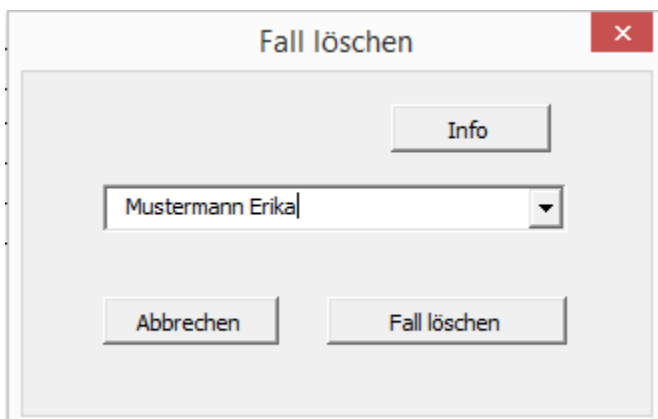 Fall löschen
Info
Mustermann Erika
Abbrechen Fall löschen